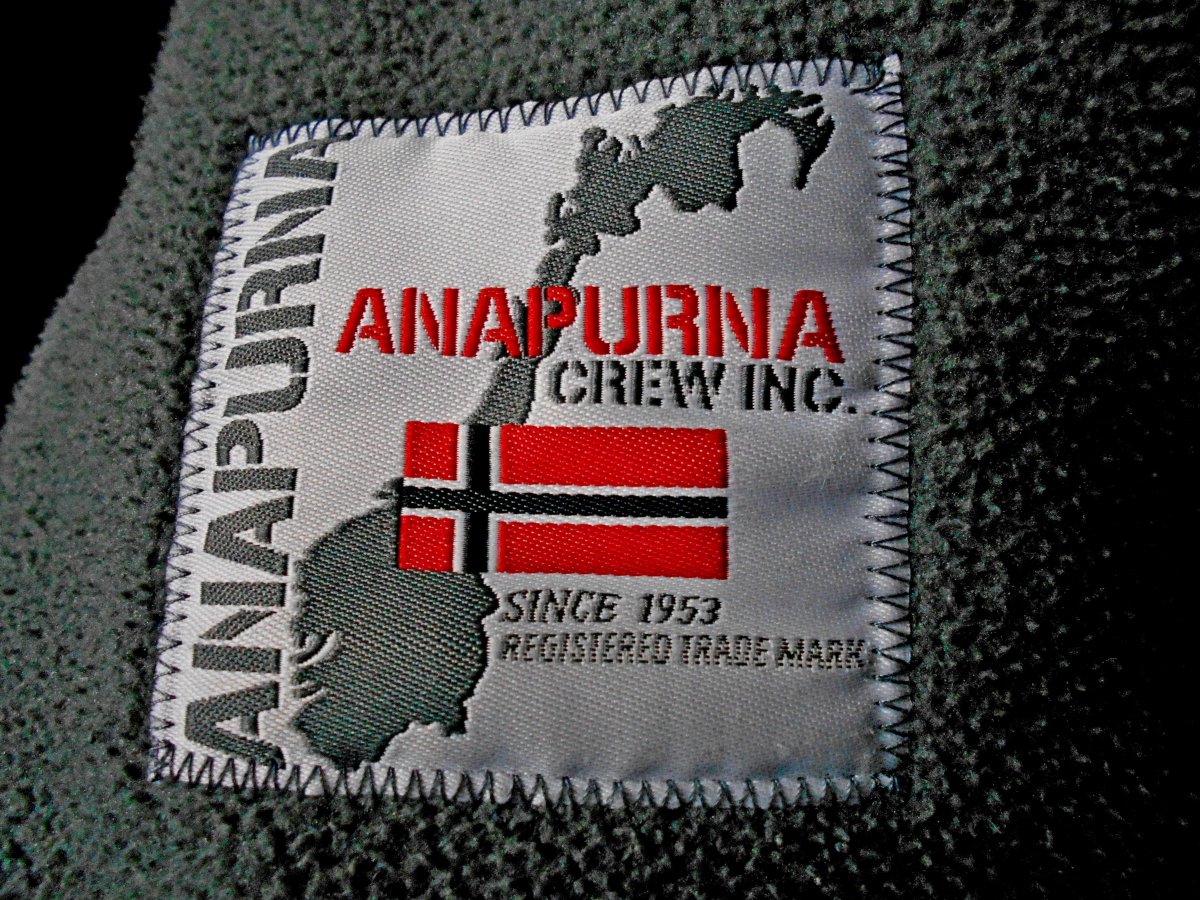 ANAPURNA
ANAPURNA
CREW INC.
SINCE 1953
REGISTERED TRADE MARK